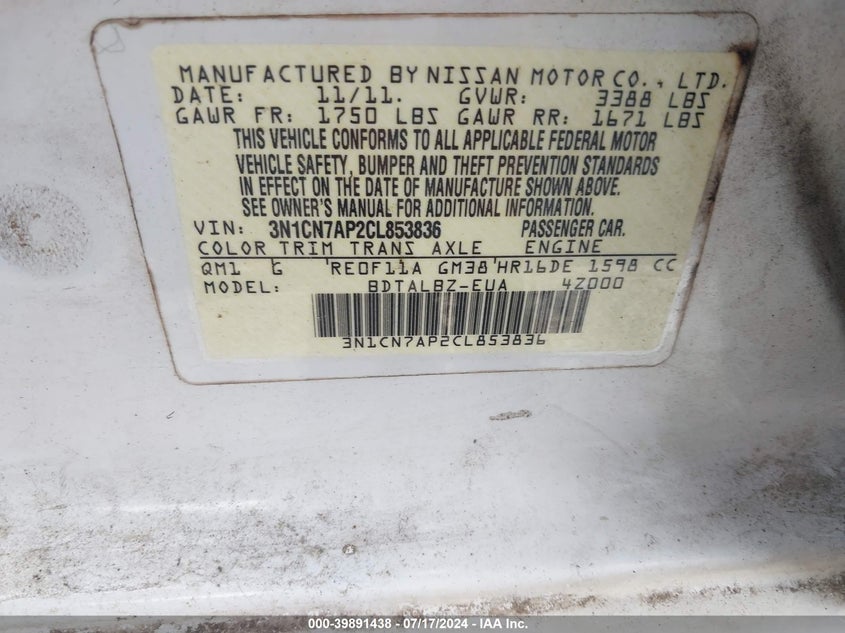 MANUFACTURED BY NISSAN MOTOR CO., LTD.
DATE: 11/11. GVWR: 3388 LBS
GAWR FR: 1750 LBS GAWR RR: 1671 LBS
THIS VEHICLE CONFORMS TO ALL APPLICABLE FEDERAL MOTOR
VEHICLE SAFETY, BUMPER AND THEFT PREVENTION STANDARDS
IN EFFECT ON THE DATE OF MANUFACTURE SHOWN ABOVE.
SEE OWNER'S MANUAL FOR ADDITIONAL INFORMATION.
VIN: 3N1CN7AP2CL853836 PASSENGER CAR.
COLOR TRIM TRANS AXLE ENGINE
QM1 G RE0F11A GM38 HR16DE 1598 CC
MODEL: BDTALBZ-EUA 4Z000
3N1CN7AP2CL853836
000-39891438 - 07/17/2024 - IAA Inc.